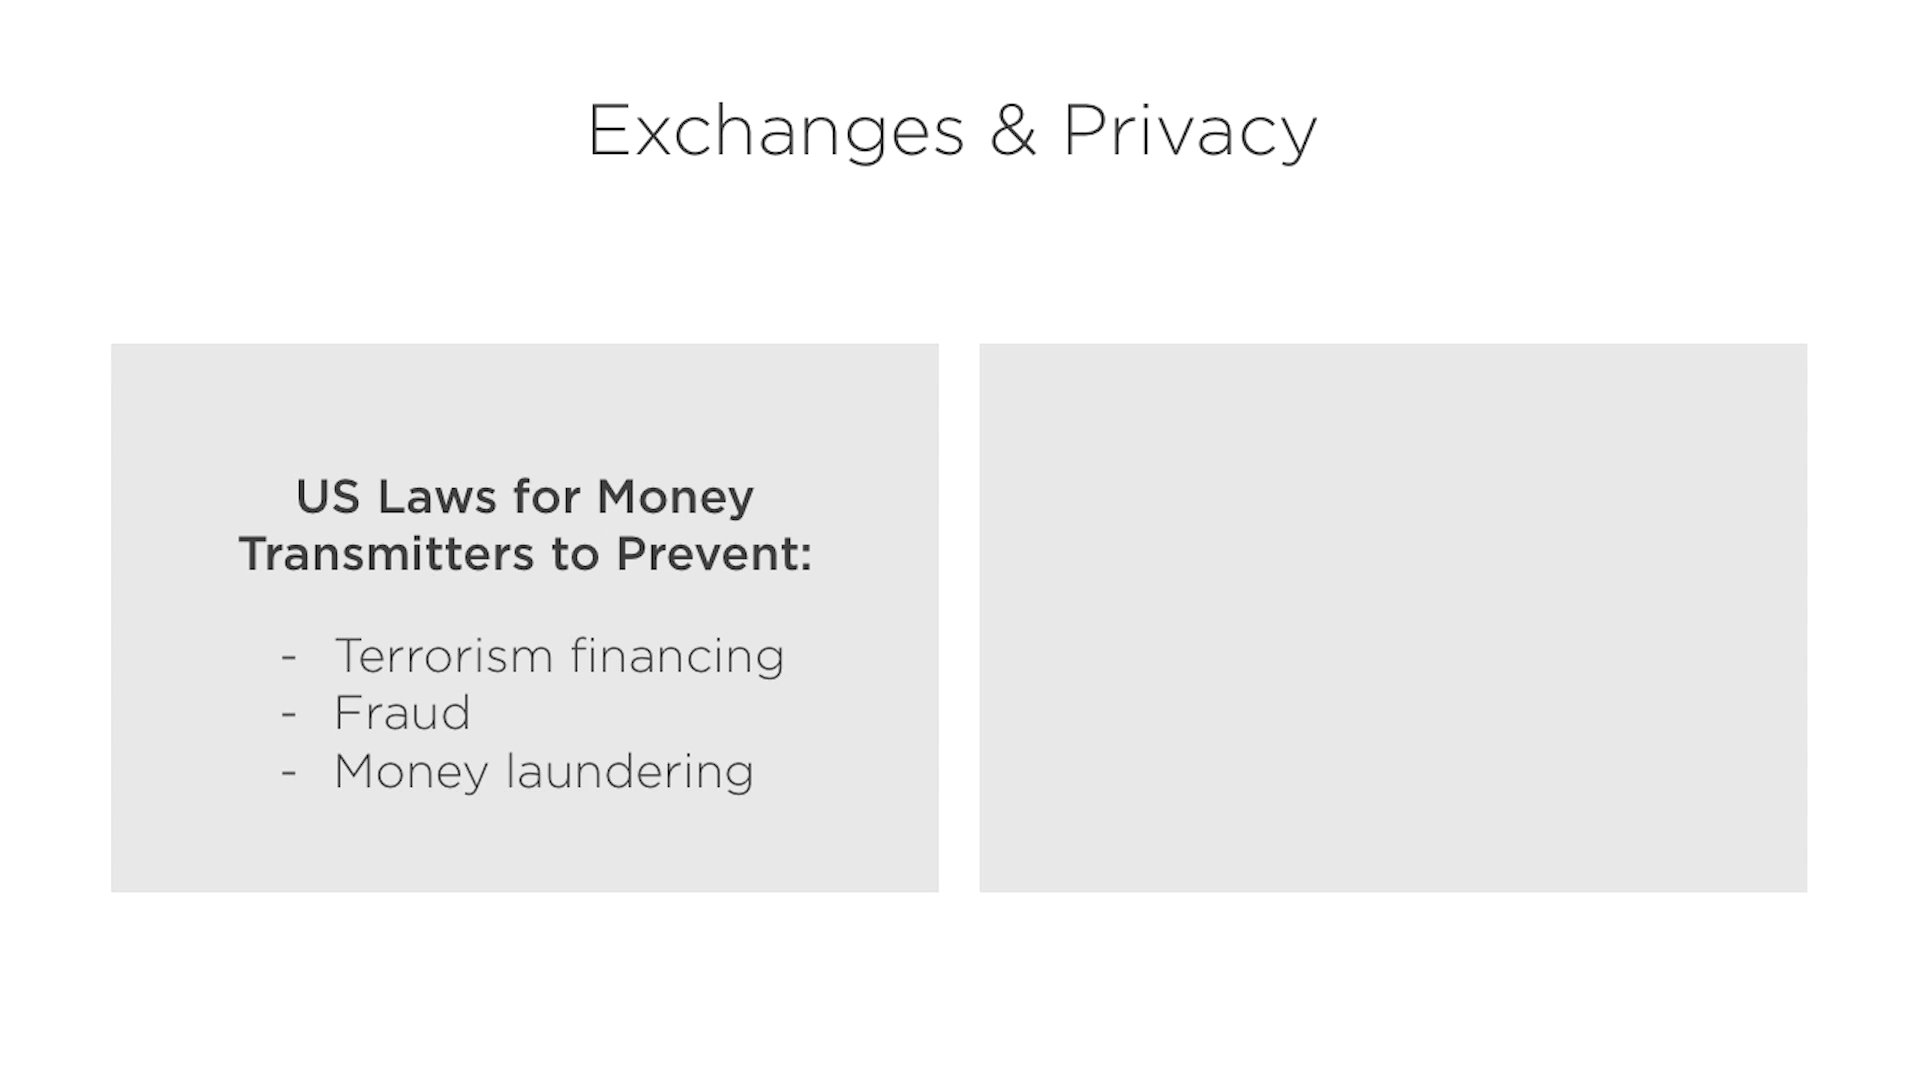 Exchanges & Privacy
US Laws for Money
Transmitters to Prevent:
- Terrorism financing
- Fraud
- Money laundering